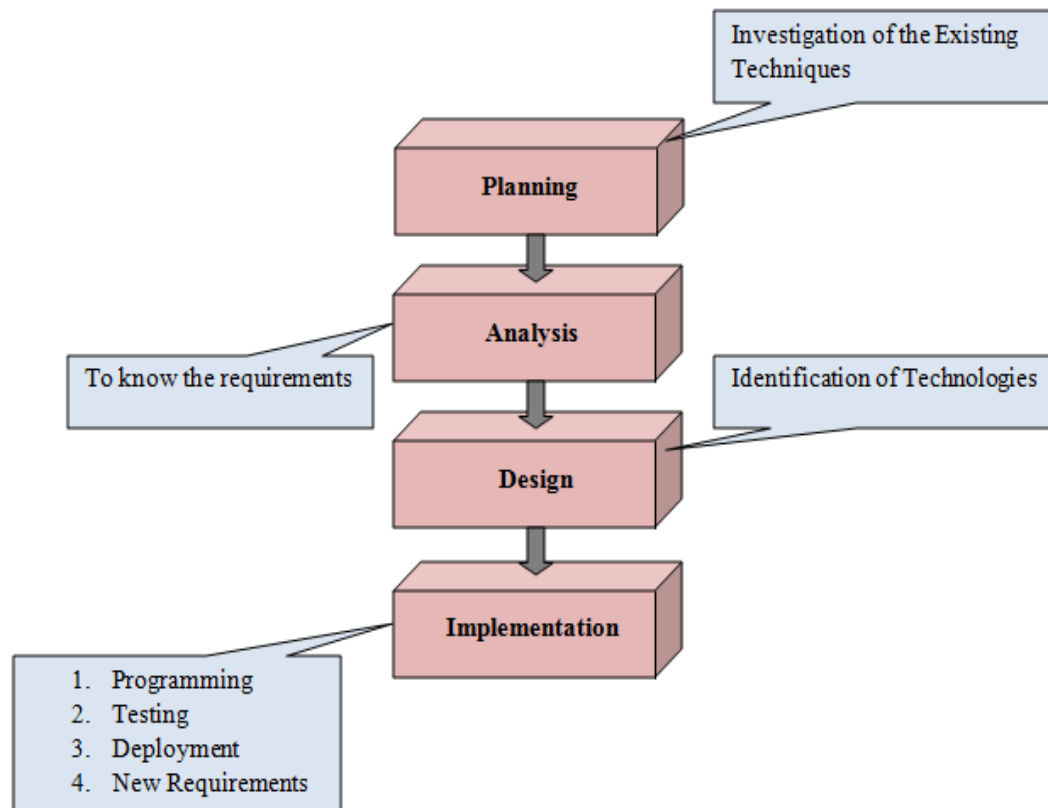 Investigation of the Existing
Techniques
Planning
Analysis
To know the requirements
Identification of Technologies
Design
Implementation
1. Programming
2. Testing
3. Deployment
4. New Requirements